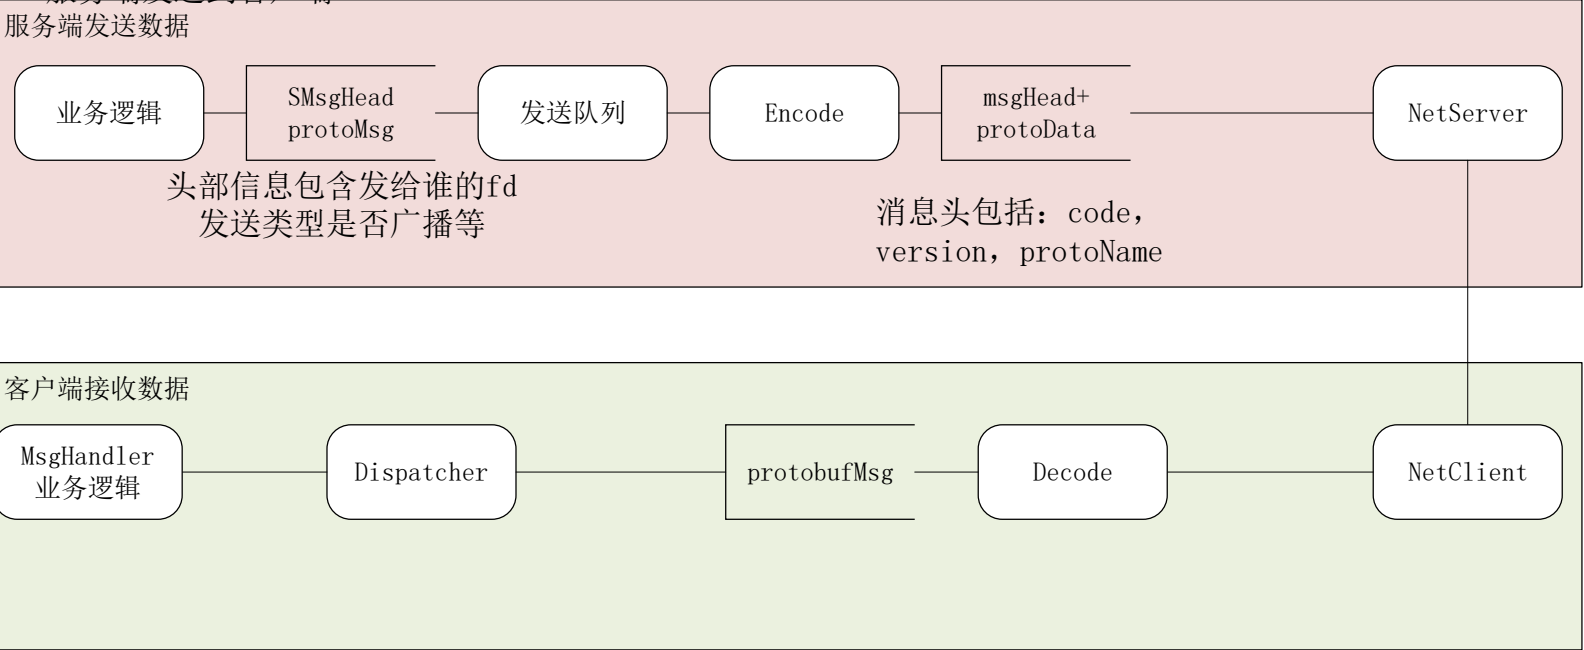 服务端发送数据
业务逻辑
SMsgHead
protoMsg
发送队列
Encode
msgHead+
protoData
NetServer
头部信息包含发给谁的fd
发送类型是否广播等
消息头包括：code，
version，protoName
客户端接收数据
MsgHandler
业务逻辑
Dispatcher
protobufMsg
Decode
NetClient